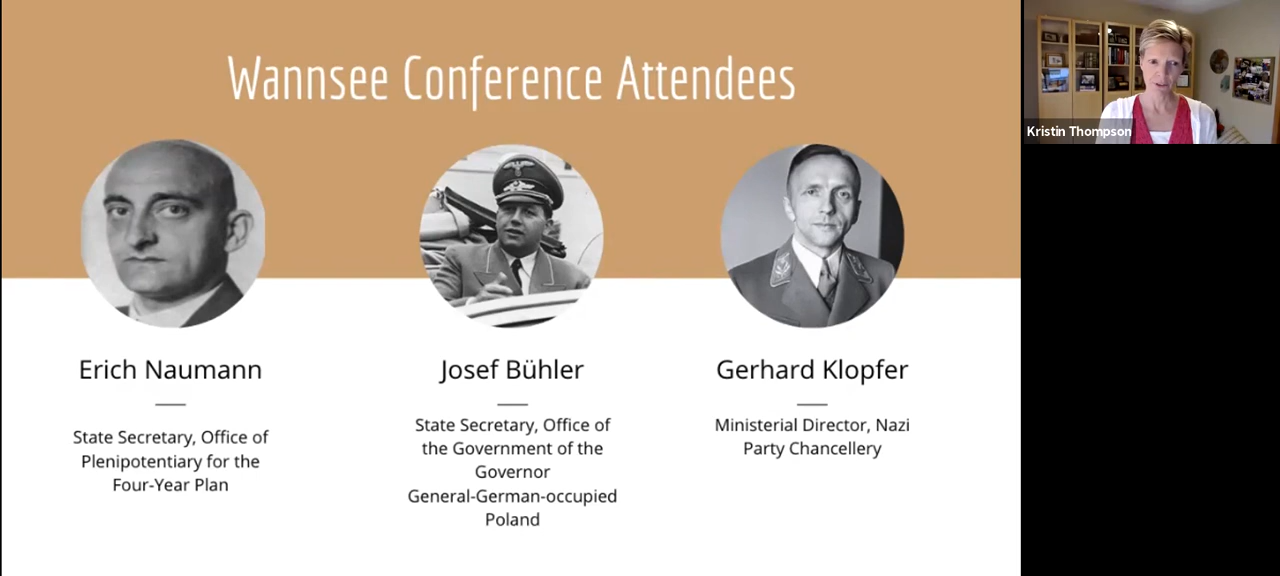 Wannsee Conference Attendees
Kristin Thompson
Erich Naumann
State Secretary, Office of
Plenipotentiary for the
Four-Year Plan
Josef Bühler
State Secretary, Office of
the Government of the
Governor
General-German-occupied
Poland
Gerhard Klopfer
Ministerial Director, Nazi
Party Chancellery